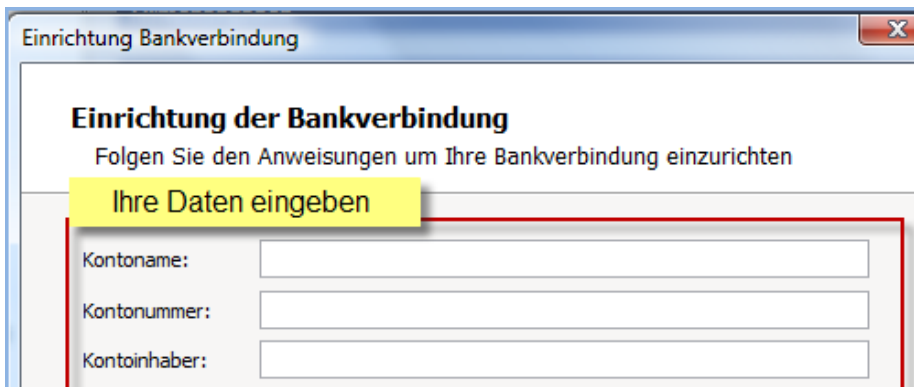 Einrichtung Bankverbindung
Einrichtung der Bankverbindung
Folgen Sie den Anweisungen um Ihre Bankverbindung einzurichten
Ihre Daten eingeben
Kontoname:
Kontonummer:
Kontoinhaber: